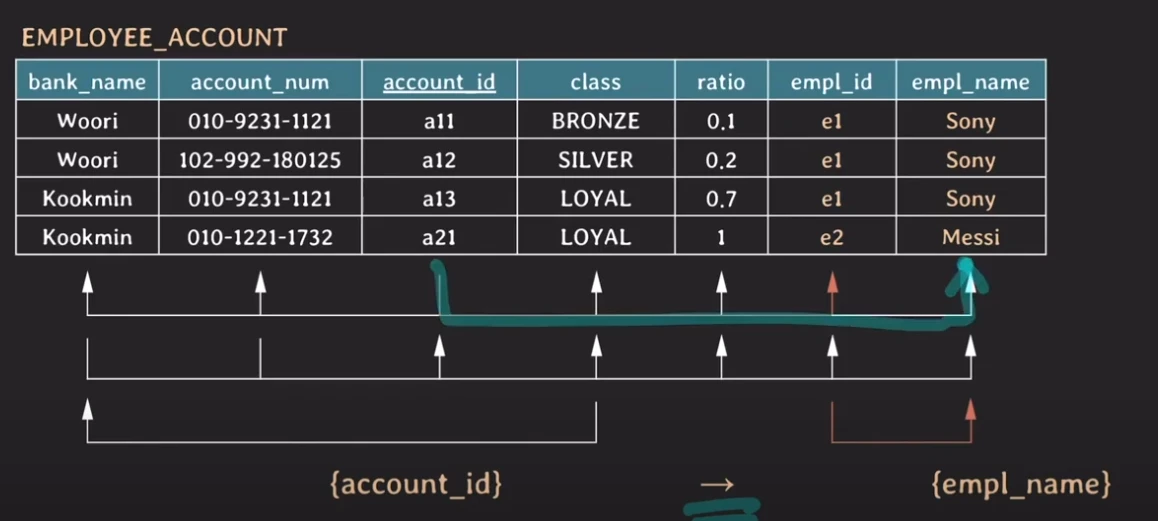 EMPLOYEE_ACCOUNT
bank_name account_num account_id class ratio empl_id empl_name
Woori 010-9231-1121 a11 BRONZE 0.1 e1 Sony
Woori 102-992-180125 a12 SILVER 0.2 e1 Sony
Kookmin 010-9231-1121 a13 LOYAL 0.7 e1 Sony
Kookmin 010-1221-1732 a21 LOYAL 1 e2 Messi
{account_id} → {empl_name}